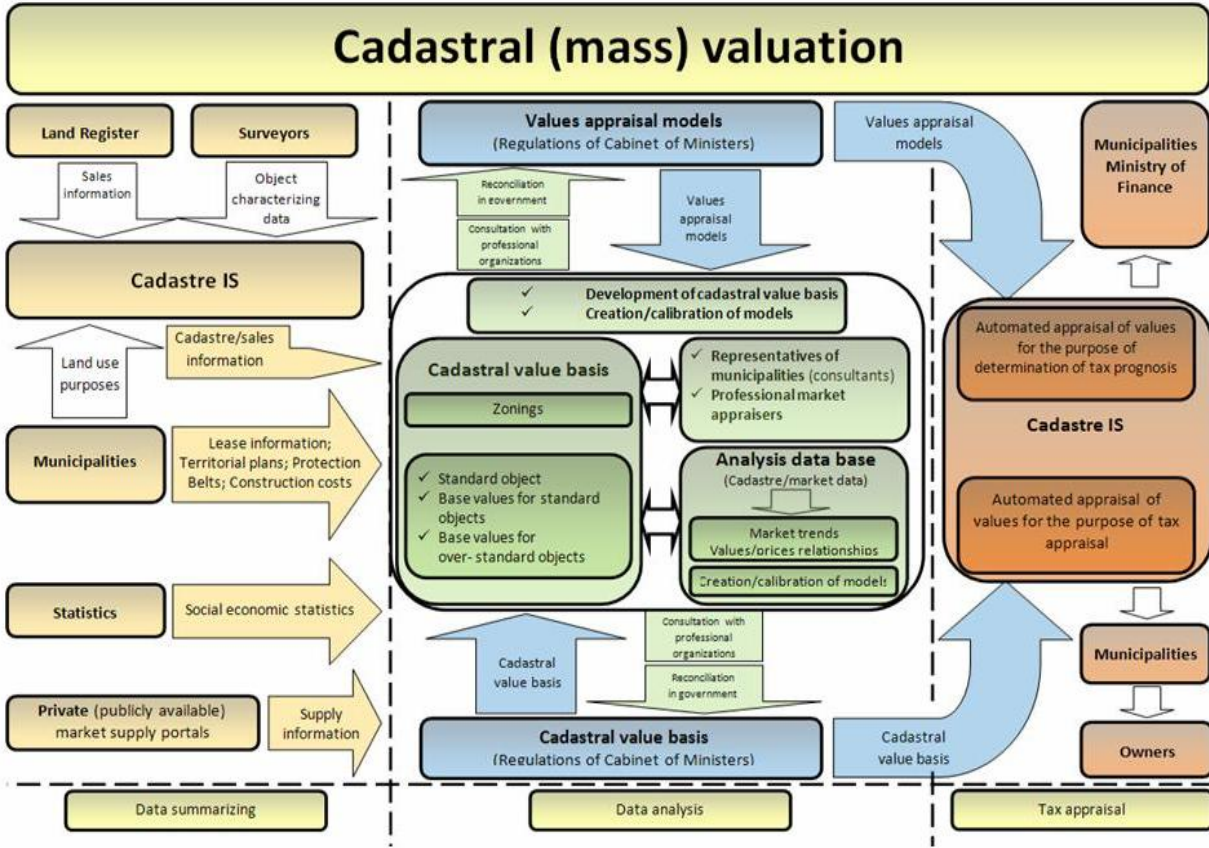 Cadastral (mass) valuation
Land Register
Surveyors
Sales
information
Object
characterizing
data
Cadastre IS
Land use
purposes
Cadastre/sales
information
Municipalities
Lease information;
Territorial plans; Protection
Belts; Construction costs
Statistics
Social economic statistics
Private (publicly available)
market supply portals
Supply
information
Data summarizing
Values appraisal models
(Regulations of Cabinet of Ministers)
Reconciliation
in government
Consultation with
professional
organizations
Values
appraisal
models
✓ Development of cadastral value basis
✓ Creation/calibration of models
Cadastral value basis
Zonings
✓ Standard object
✓ Base values for standard
objects
✓ Base values for
over- standard objects
✓ Representatives of
municipalities (consultants)
✓ Professional market
appraisers
Analysis data base
(Cadastre/market data)
Market trends
Values/prices relationships
Creation/calibration of models
Cadastral
value basis
Consultation with
professional
organizations
Reconciliation
in government
Cadastral value basis
(Regulations of Cabinet of Ministers)
Data analysis
Values appraisal
models
Municipalities
Ministry of
Finance
Automated appraisal of values
for the purpose of
determination of tax prognosis
Cadastre IS
Automated appraisal of
values for the purpose of tax
appraisal
Municipalities
Owners
Cadastral
value basis
Tax appraisal